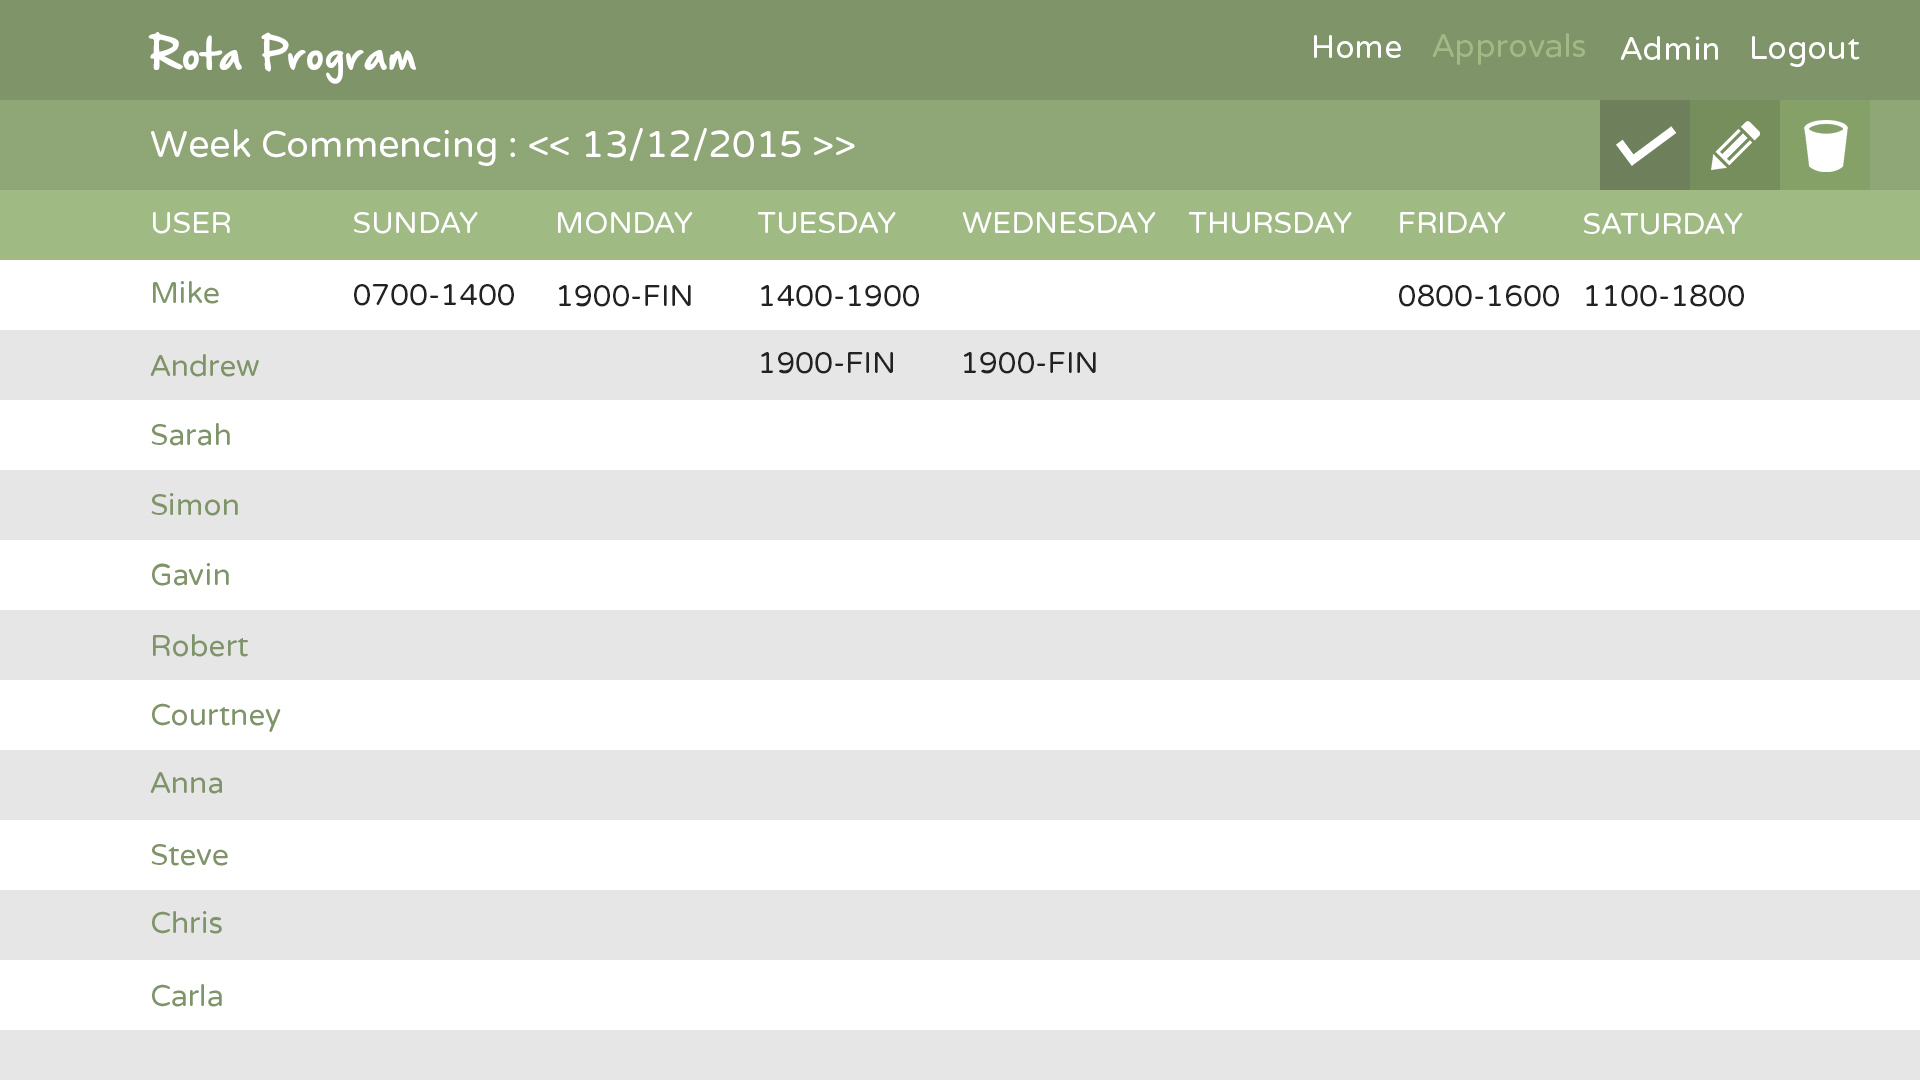 Rota Program Home Approvals Admin Logout
Week Commencing : << 13/12/2015 >>
USER SUNDAY MONDAY TUESDAY WEDNESDAY THURSDAY FRIDAY SATURDAY
Mike 0700-1400 1900-FIN 1400-1900 0800-1600 1100-1800
Andrew 1900-FIN 1900-FIN
Sarah
Simon
Gavin
Robert
Courtney
Anna
Steve
Chris
Carla